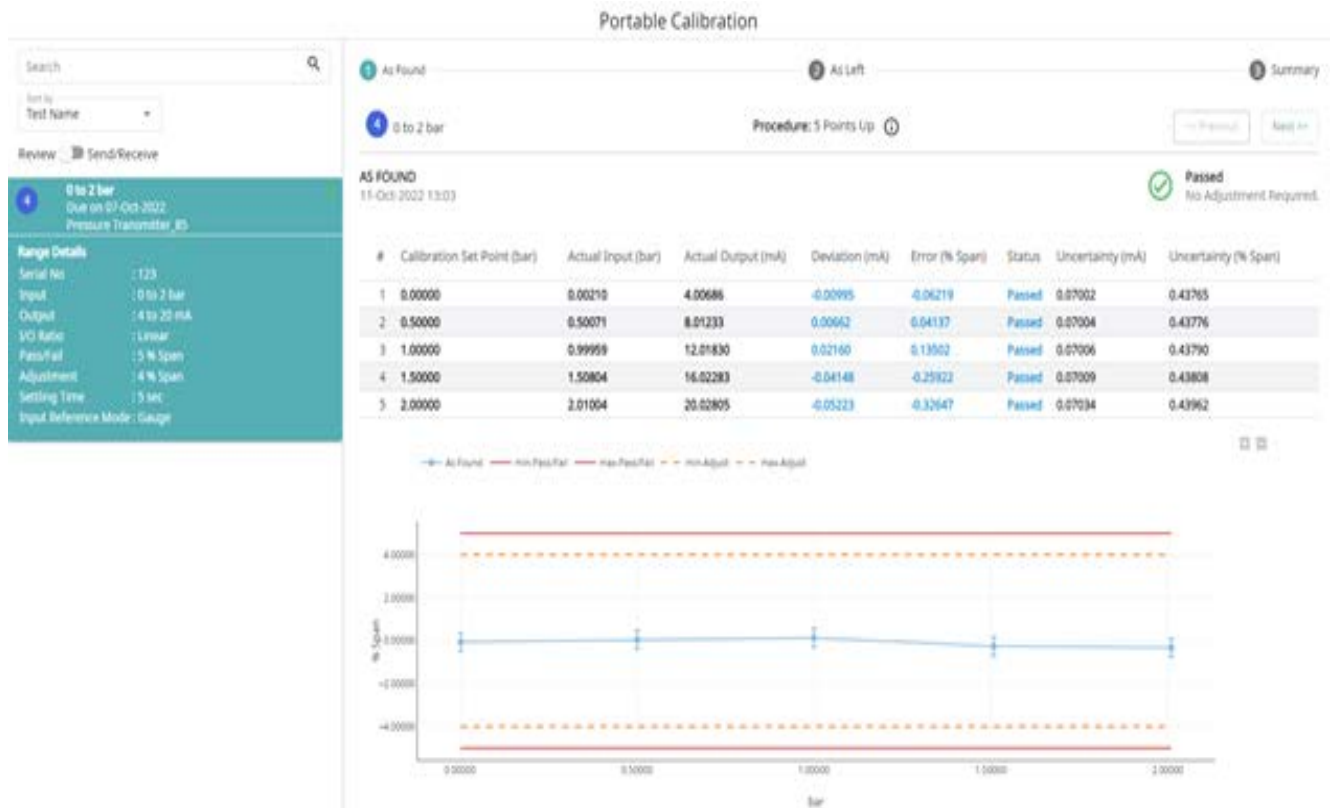 Portable Calibration
Search
Sort by
Test Name
Review Send/Receive
4
0 to 2 bar
Due on 07-Oct-2022
Pressure Transmitter_85
Range Details
Serial No : 123
Input : 0 to 2 bar
Output : 4 to 20 mA
I/O Ratio : Linear
Pass/Fail : 5 % Span
Adjustment : 4 % Span
Settling Time : 5 sec
Input Reference Mode : Gauge
1 As Found 2 As Left 3 Summary
4 0 to 2 bar Procedure: 5 Points Up << Previous Next >>
AS FOUND
11-Oct-2022 13:03
Passed
No Adjustment Required.
# Calibration Set Point (bar) Actual Input (bar) Actual Output (mA) Deviation (mA) Error (% Span) Status Uncertainty (mA) Uncertainty (% Span)
1 0.00000 0.00210 4.00686 -0.00995 -0.06219 Passed 0.07002 0.43765
2 0.50000 0.50071 8.01233 0.00662 0.04137 Passed 0.07004 0.43776
3 1.00000 0.99959 12.01830 0.02160 0.13502 Passed 0.07006 0.43790
4 1.50000 1.50804 16.02283 -0.04148 -0.25922 Passed 0.07009 0.43808
5 2.00000 2.01004 20.02805 -0.05223 -0.32647 Passed 0.07034 0.43962
As Found min Pass/Fail max Pass/Fail min Adjust max Adjust
4.00000
2.00000
0.00000
-2.00000
-4.00000
% Span
0.00000 0.50000 1.00000 1.50000 2.00000
bar